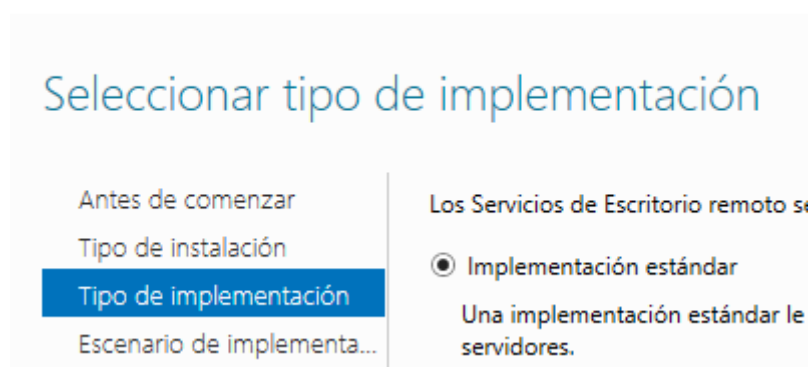 Seleccionar tipo de implementación
Antes de comenzar
Tipo de instalación
Tipo de implementación
Escenario de implementa...
Los Servicios de Escritorio remoto
Implementación estándar
Una implementación estándar le
servidores.